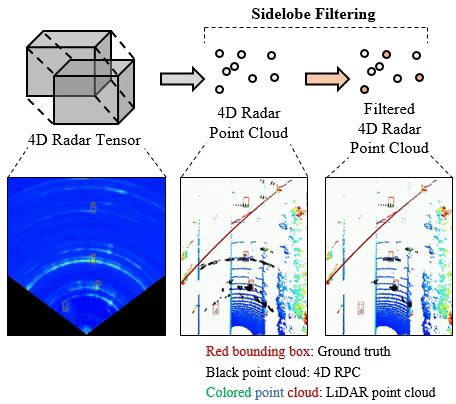 Sidelobe Filtering
4D Radar Tensor
4D Radar
Point Cloud
Filtered
4D Radar
Point Cloud
Red bounding box: Ground truth
Black point cloud: 4D RPC
Colored point cloud: LiDAR point cloud